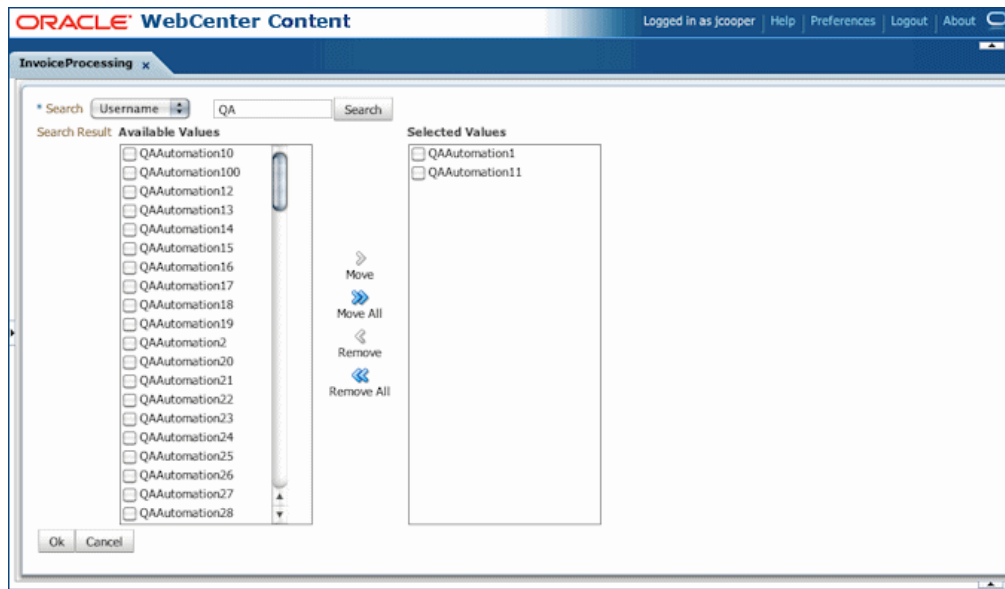 ORACLE WebCenter Content
Logged in as jcooper | Help | Preferences | Logout | About
InvoiceProcessing x
* Search Username QA Search
Search Result Available Values
QAAutomation10
QAAutomation100
QAAutomation12
QAAutomation13
QAAutomation14
QAAutomation15
QAAutomation16
QAAutomation17
QAAutomation18
QAAutomation19
QAAutomation2
QAAutomation20
QAAutomation21
QAAutomation22
QAAutomation23
QAAutomation24
QAAutomation25
QAAutomation26
QAAutomation27
QAAutomation28
Move
Move All
Remove
Remove All
Selected Values
QAAutomation1
QAAutomation11
Ok Cancel